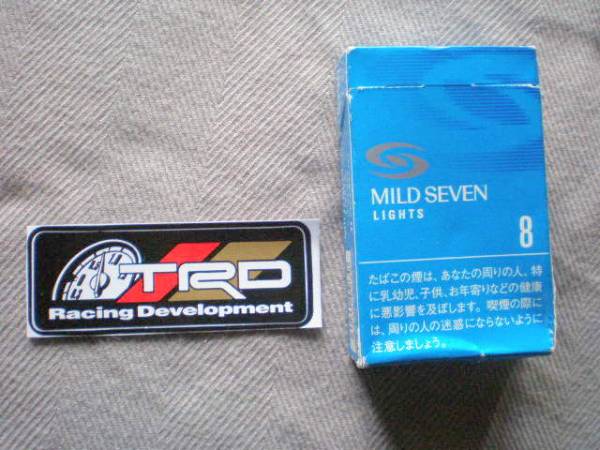 TRD
Racing Development
MILD SEVEN
LIGHTS
8
たばこの煙は、あなたの周りの人、特
に乳幼児、子供、お年寄りなどの健康
に悪影響を及ぼします。喫煙の際に
は、周りの人の迷惑にならないように
注意しましょう。